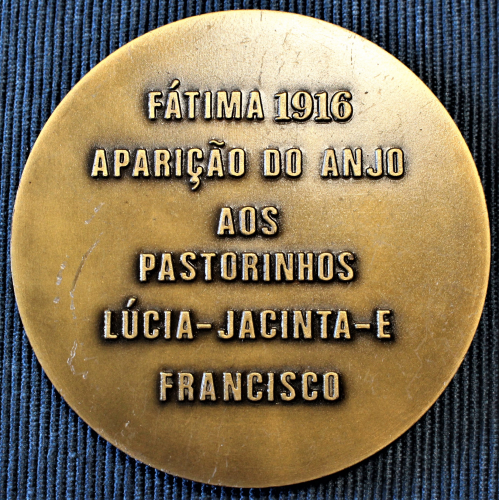 FÁTIMA 1916
APARIÇÃO DO ANJO
AOS
PASTORINHOS
LÚCIA-JACINTA-E
FRANCISCO